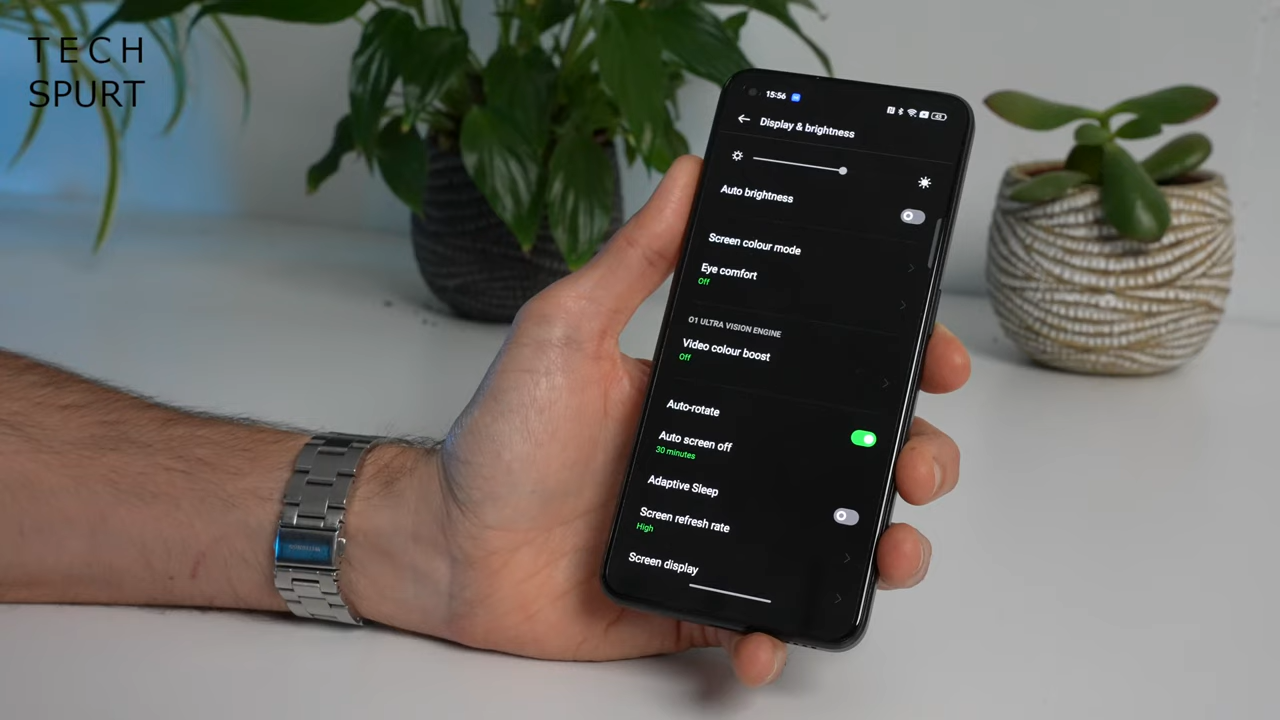 TECH
SPURT
15:56
Display & brightness
Auto brightness
Screen colour mode
Eye comfort
Off
O1 ULTRA VISION ENGINE
Video colour boost
Off
Auto-rotate
Auto screen off
30 minutes
Adaptive Sleep
Screen refresh rate
High
Screen display